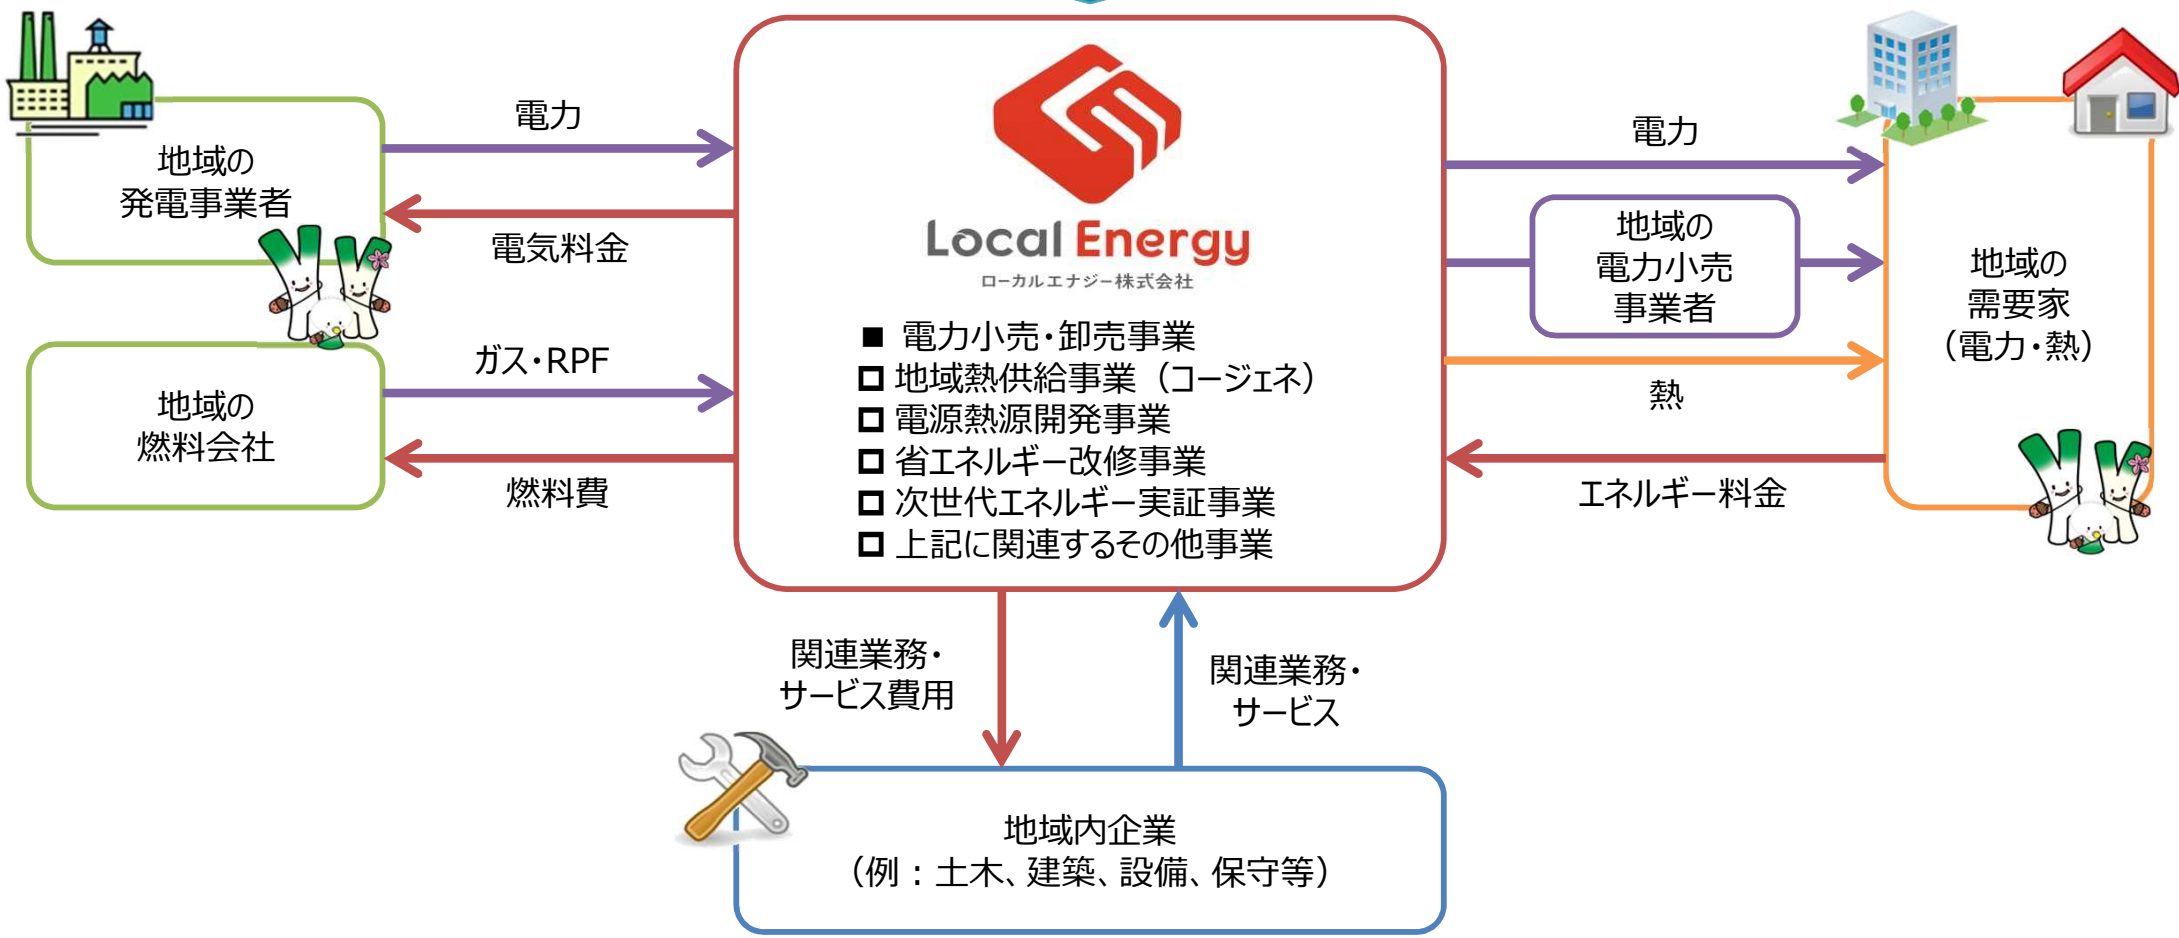 地域の
発電事業者
電力
電気料金
地域の
燃料会社
ガス・RPF
燃料費
Local Energy
ローカルエナジー株式会社
■ 電力小売・卸売事業
□ 地域熱供給事業（コージェネ）
□ 電源熱源開発事業
□ 省エネルギー改修事業
□ 次世代エネルギー実証事業
□ 上記に関連するその他事業
電力
地域の
電力小売
事業者
熱
エネルギー料金
地域の
需要家
（電力・熱）
関連業務・
サービス費用
関連業務・
サービス
地域内企業
（例：土木、建築、設備、保守等）